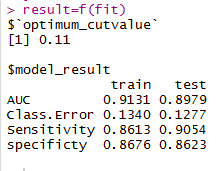 > result=f(fit)
$`optimum_cutvalue`
[1] 0.11
$model_result
train test
AUC 0.9131 0.8979
Class.Error 0.1340 0.1277
Sensitivity 0.8613 0.9054
specificty 0.8676 0.8623